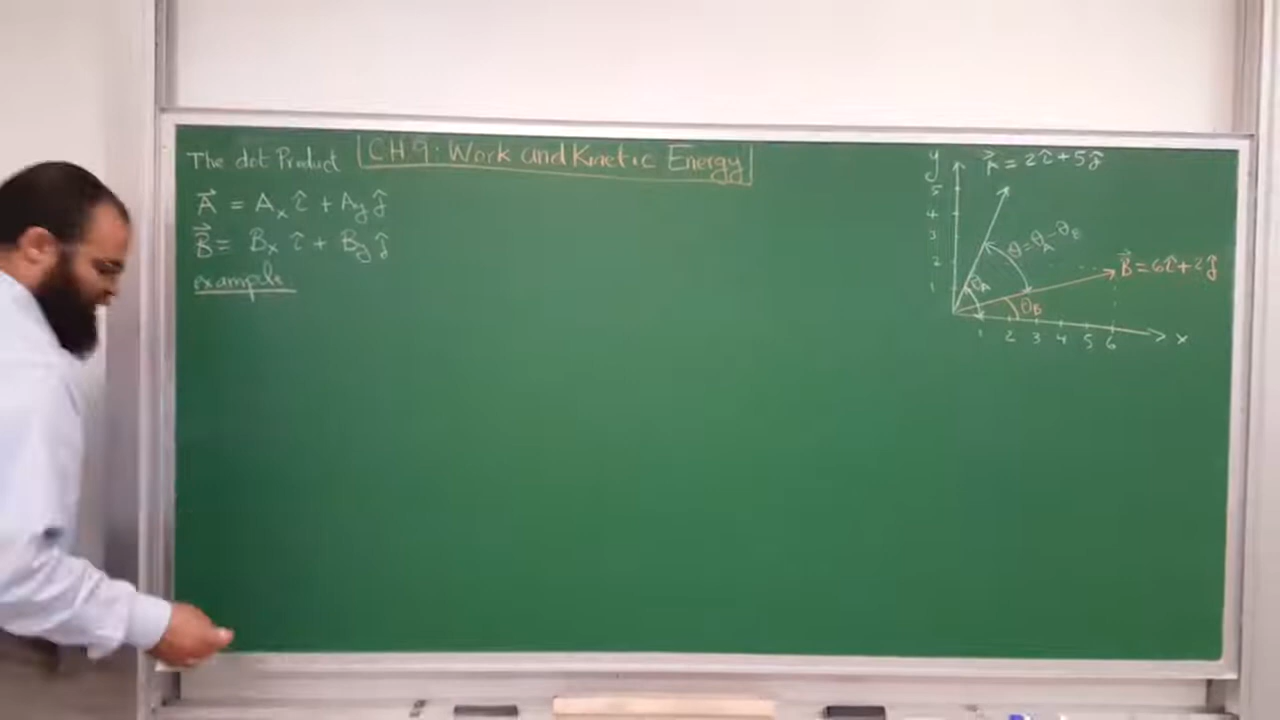 The dot Product
CH.9: Work and Kinetic Energy
A⃗ = Aₓ î + A_y ĵ
B⃗ = Bₓ î + B_y ĵ
example
y
A⃗ = 2î + 5ĵ
5
4
3
2
1
θ = θ_A - θ_B
θ_A
B⃗ = 6î + 2ĵ
θ_B
1 2 3 4 5 6
x